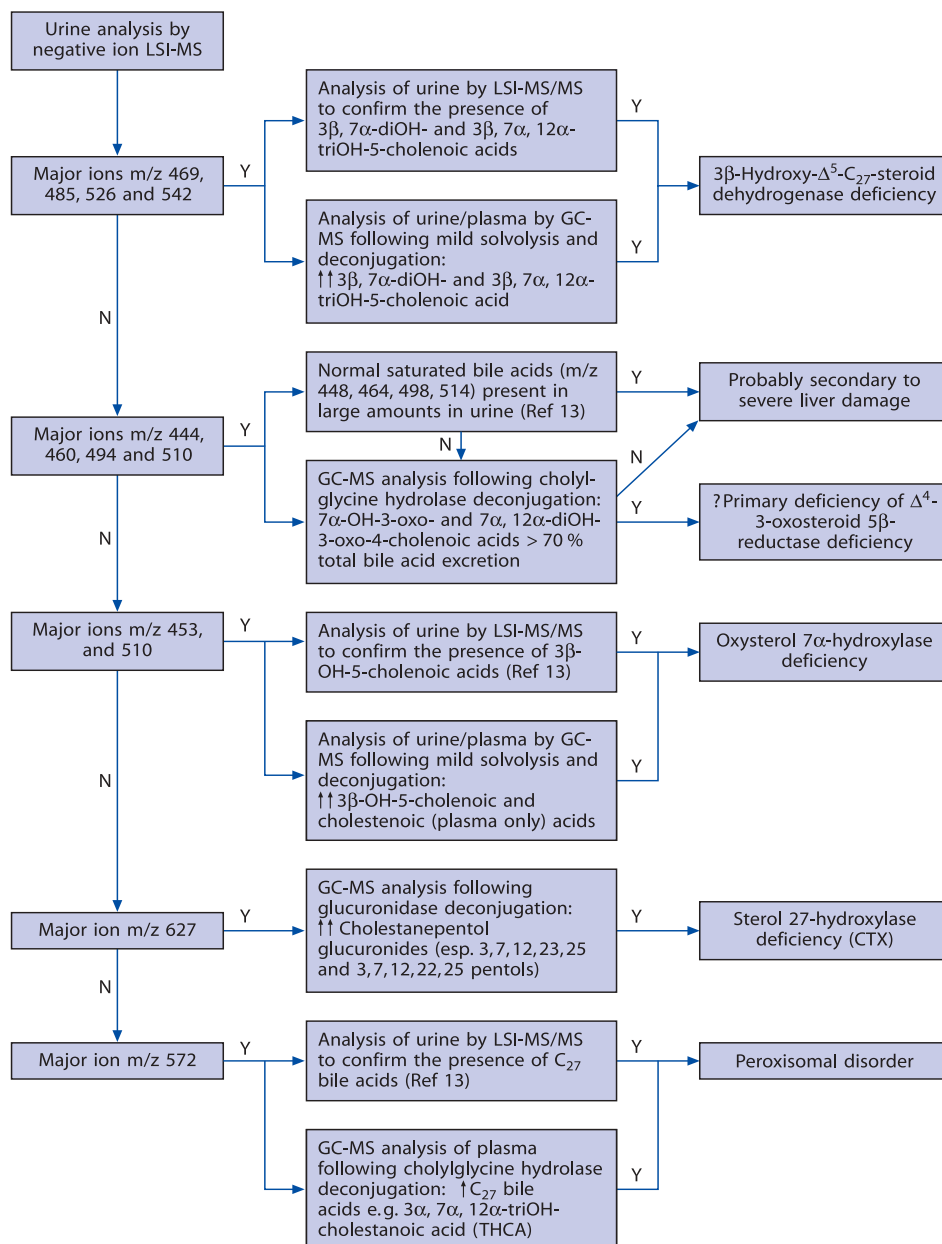 Urine analysis by
negative ion LSI-MS
Major ions m/z 469,
485, 526 and 542
Y
Analysis of urine by LSI-MS/MS
to confirm the presence of
3β, 7α-diOH- and 3β, 7α, 12α-
triOH-5-cholenoic acids
Y
Analysis of urine/plasma by GC-
MS following mild solvolysis and
deconjugation:
↑↑3β, 7α-diOH- and 3β, 7α, 12α-
triOH-5-cholenoic acid
Y
3β-Hydroxy-Δ⁵-C₂₇-steroid
dehydrogenase deficiency
N
Major ions m/z 444,
460, 494 and 510
Y
Normal saturated bile acids (m/z
448, 464, 498, 514) present in
large amounts in urine (Ref 13)
Y
Probably secondary to
severe liver damage
N
GC-MS analysis following cholyl-
glycine hydrolase deconjugation:
7α-OH-3-oxo- and 7α, 12α-diOH-
3-oxo-4-cholenoic acids > 70 %
total bile acid excretion
N
Y
?Primary deficiency of Δ⁴-
3-oxosteroid 5β-
reductase deficiency
N
Major ions m/z 453,
and 510
Y
Analysis of urine by LSI-MS/MS
to confirm the presence of 3β-
OH-5-cholenoic acids (Ref 13)
Y
Analysis of urine/plasma by GC-
MS following mild solvolysis and
deconjugation:
↑↑3β-OH-5-cholenoic and
cholestenoic (plasma only) acids
Y
Oxysterol 7α-hydroxylase
deficiency
N
Major ion m/z 627
Y
GC-MS analysis following
glucuronidase deconjugation:
↑↑ Cholestanepentol
glucuronides (esp. 3,7,12,23,25
and 3,7,12,22,25 pentols)
Y
Sterol 27-hydroxylase
deficiency (CTX)
N
Major ion m/z 572
Y
Analysis of urine by LSI-MS/MS
to confirm the presence of C₂₇
bile acids (Ref 13)
Y
GC-MS analysis of plasma
following cholylglycine hydrolase
deconjugation: ↑C₂₇ bile
acids e.g. 3α, 7α, 12α-triOH-
cholestanoic acid (THCA)
Y
Peroxisomal disorder